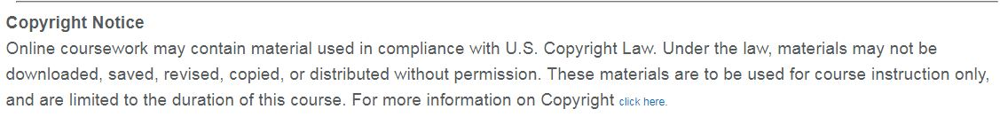 Copyright Notice
Online coursework may contain material used in compliance with U.S. Copyright Law. Under the law, materials may not be
downloaded, saved, revised, copied, or distributed without permission. These materials are to be used for course instruction only,
and are limited to the duration of this course. For more information on Copyright click here.